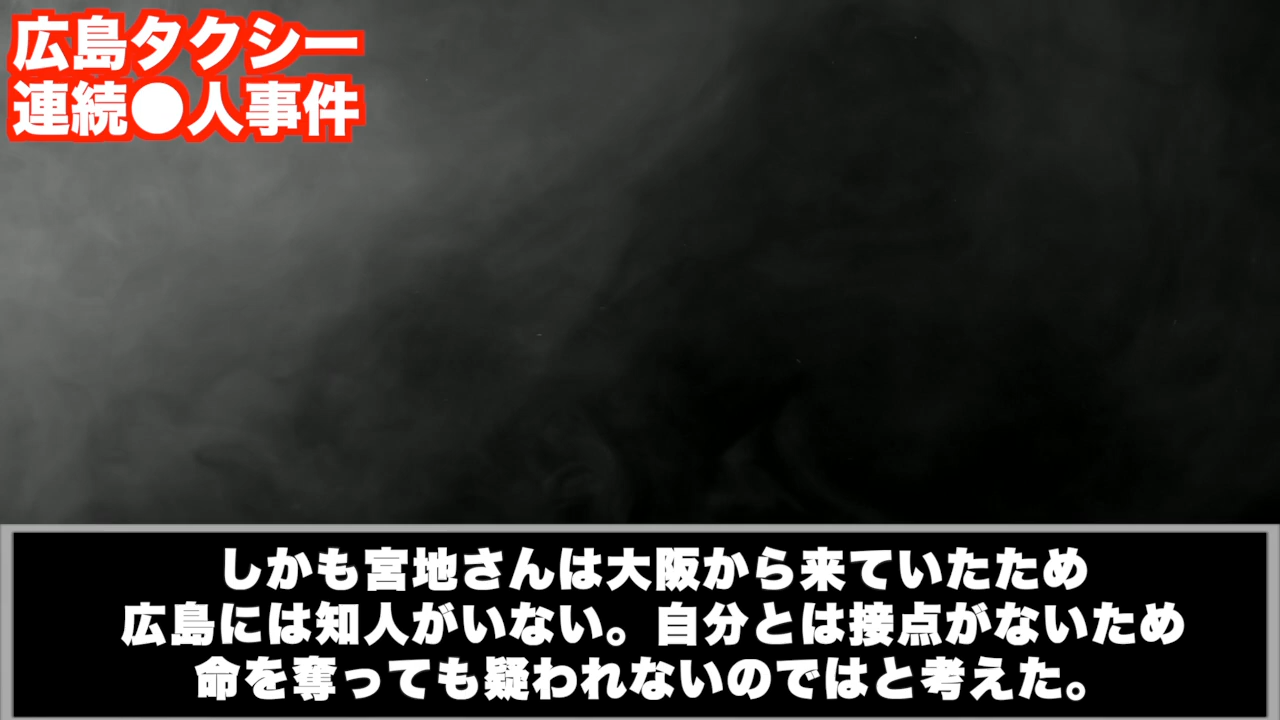 広島タクシー
連続●人事件
しかも宮地さんは大阪から来ていたため
広島には知人がいない。自分とは接点がないため
命を奪っても疑われないのではと考えた。